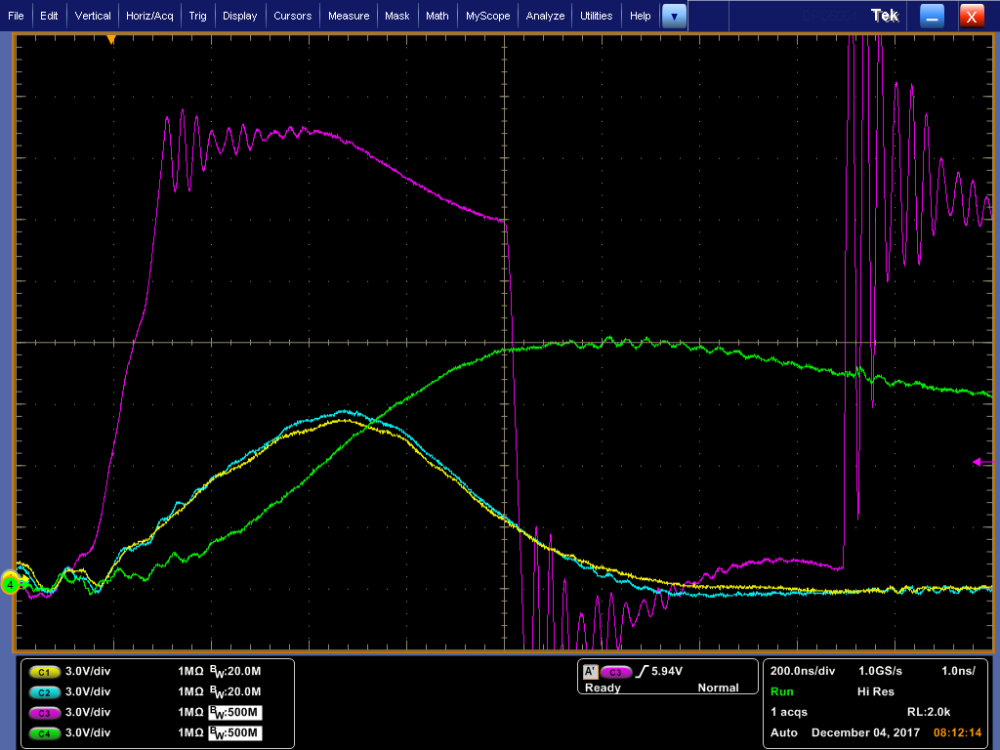 File Edit Vertical Horiz/Acq Trig Display Cursors Measure Mask Math MyScope Analyze Utilities Help Tek X
4
C1 3.0V/div 1MΩ BW:20.0M
C2 3.0V/div 1MΩ BW:20.0M
C3 3.0V/div 1MΩ BW:500M
C4 3.0V/div 1MΩ BW:500M
A' C3 5.94V
Ready Normal
200.0ns/div 1.0GS/s 1.0ns/
Run Hi Res
1 acqs RL:2.0k
Auto December 04, 2017 08:12:14